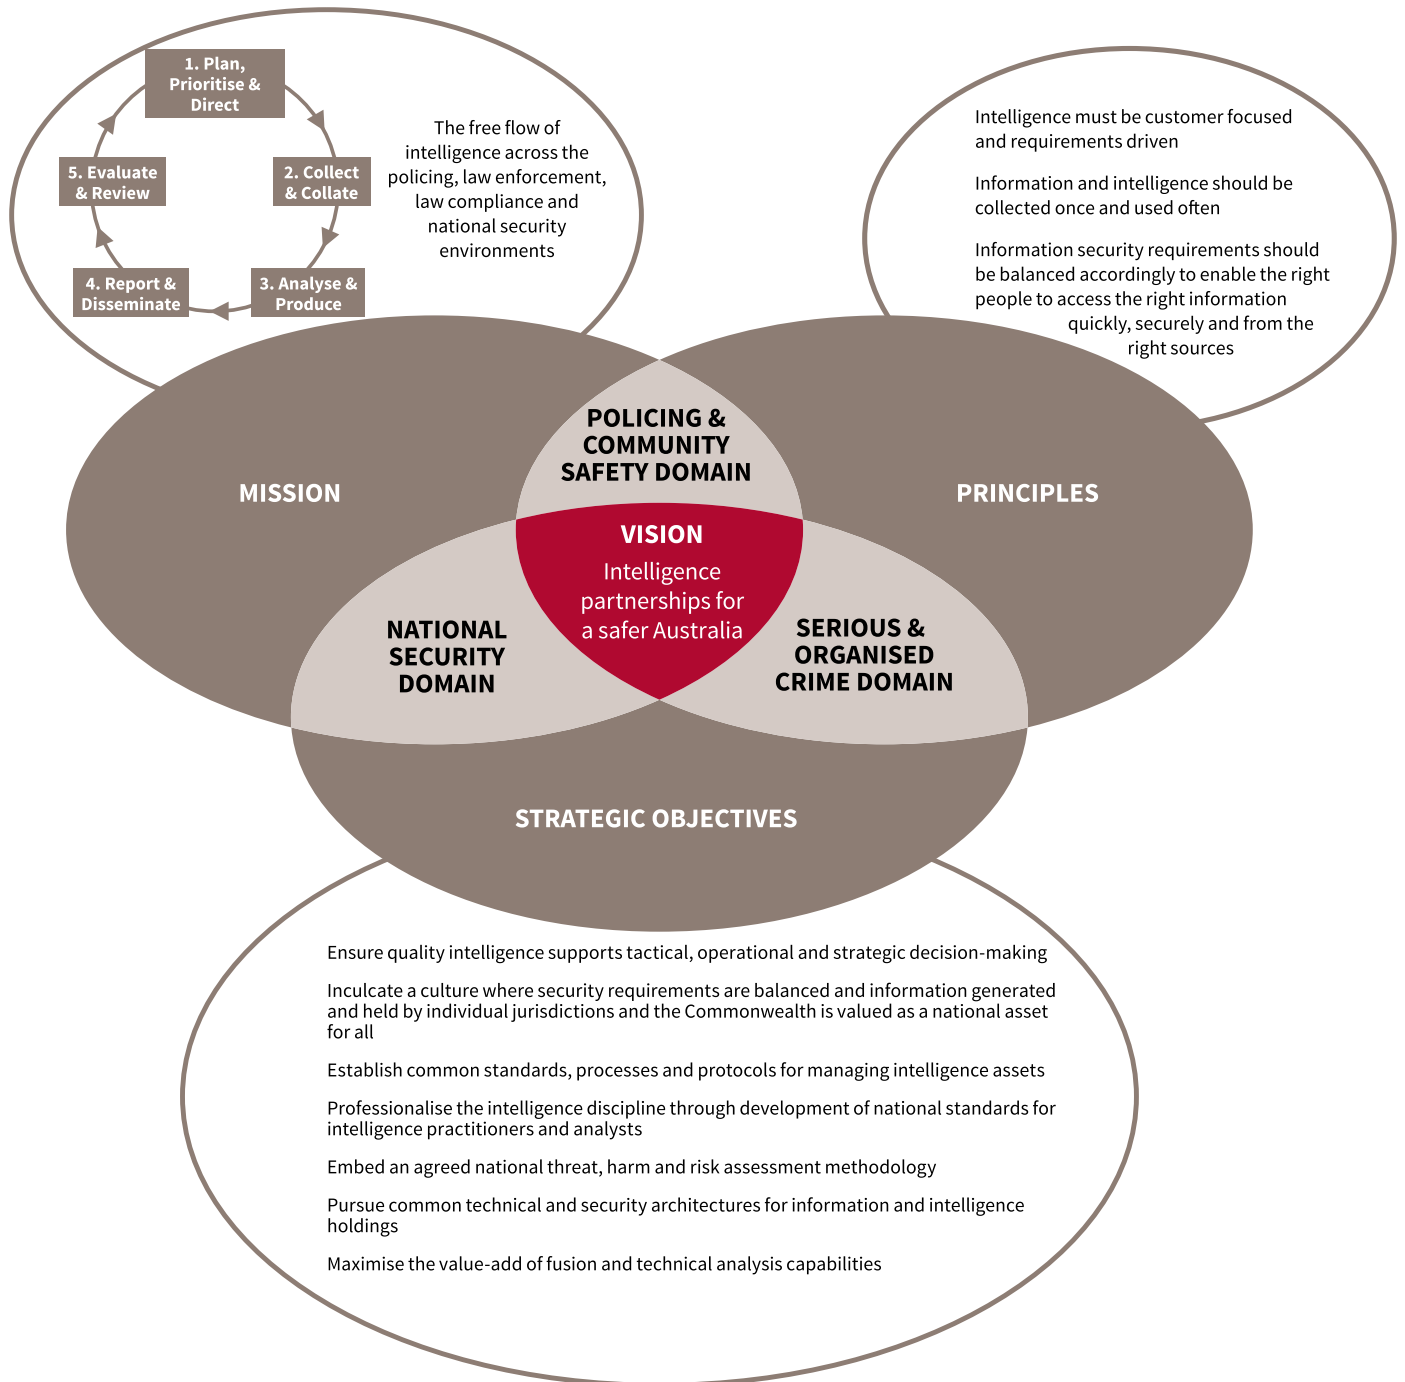 1. Plan,
Prioritise &
Direct
2. Collect
& Collate
3. Analyse &
Produce
4. Report &
Disseminate
5. Evaluate
& Review
The free flow of
intelligence across the
policing, law enforcement,
law compliance and
national security
environments
Intelligence must be customer focused
and requirements driven
Information and intelligence should be
collected once and used often
Information security requirements should
be balanced accordingly to enable the right
people to access the right information
quickly, securely and from the
right sources
POLICING &
COMMUNITY
SAFETY DOMAIN
MISSION
PRINCIPLES
VISION
Intelligence
partnerships for
a safer Australia
NATIONAL
SECURITY
DOMAIN
SERIOUS &
ORGANISED
CRIME DOMAIN
STRATEGIC OBJECTIVES
Ensure quality intelligence supports tactical, operational and strategic decision-making
Inculcate a culture where security requirements are balanced and information generated
and held by individual jurisdictions and the Commonwealth is valued as a national asset
for all
Establish common standards, processes and protocols for managing intelligence assets
Professionalise the intelligence discipline through development of national standards for
intelligence practitioners and analysts
Embed an agreed national threat, harm and risk assessment methodology
Pursue common technical and security architectures for information and intelligence
holdings
Maximise the value-add of fusion and technical analysis capabilities